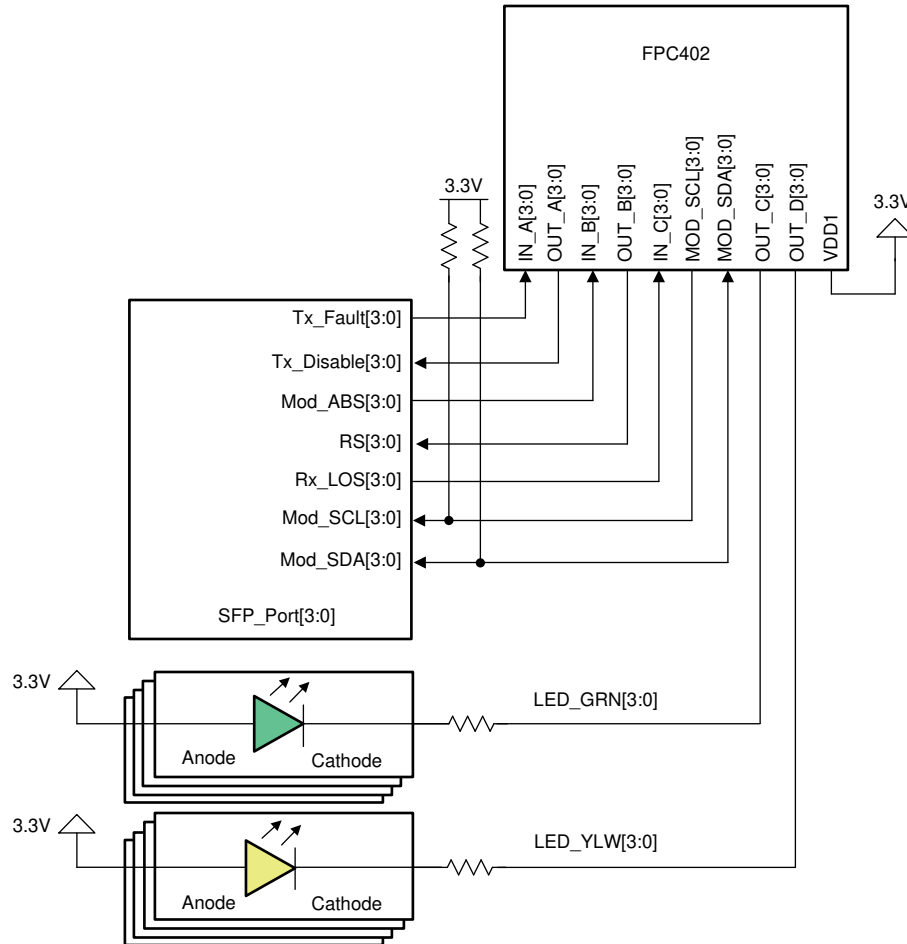 FPC402
IN_A[3:0]
OUT_A[3:0]
IN_B[3:0]
OUT_B[3:0]
IN_C[3:0]
MOD_SCL[3:0]
MOD_SDA[3:0]
OUT_C[3:0]
OUT_D[3:0]
VDD1
3.3V
3.3V
Tx_Fault[3:0]
Tx_Disable[3:0]
Mod_ABS[3:0]
RS[3:0]
Rx_LOS[3:0]
Mod_SCL[3:0]
Mod_SDA[3:0]
SFP_Port[3:0]
3.3V
LED_GRN[3:0]
Anode
Cathode
3.3V
LED_YLW[3:0]
Anode
Cathode